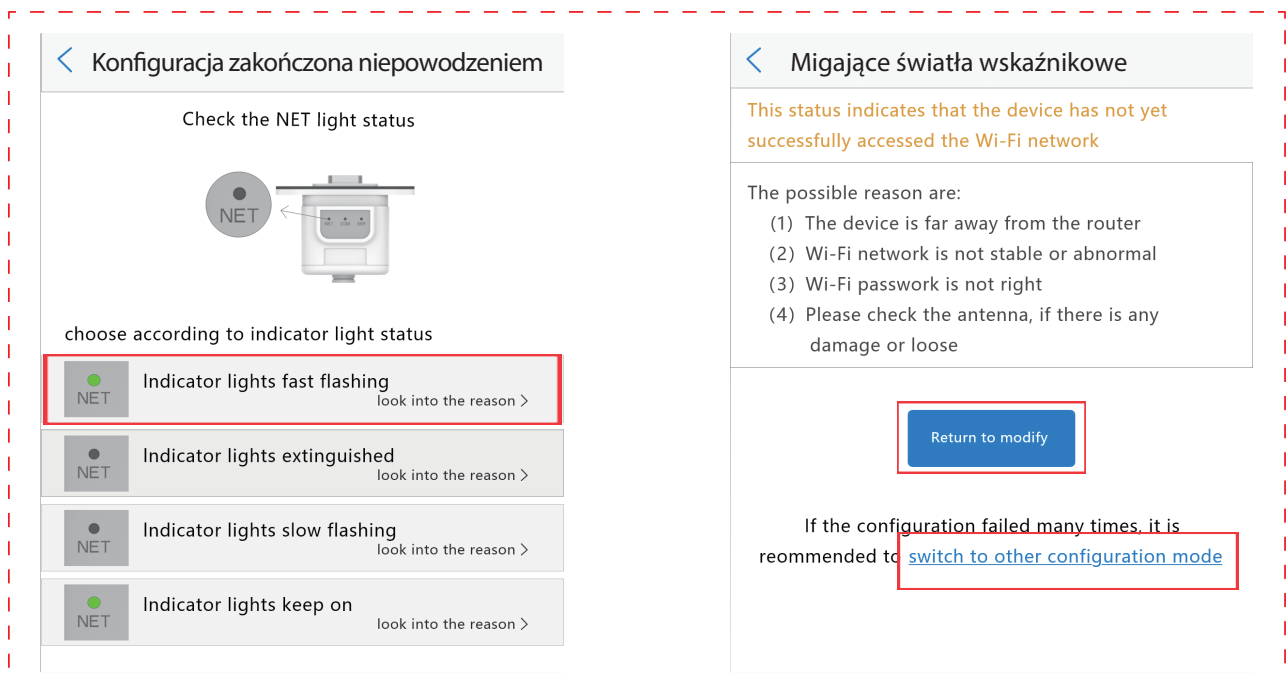 Konfiguracja zakończona niepowodzeniem
Check the NET light status
NET
NET COM
choose according to indicator light status
NET
Indicator lights fast flashing
look into the reason >
NET
Indicator lights extinguished
look into the reason >
NET
Indicator lights slow flashing
look into the reason >
NET
Indicator lights keep on
look into the reason >
Migające światła wskaźnikowe
This status indicates that the device has not yet
successfully accessed the Wi-Fi network
The possible reason are:
(1) The device is far away from the router
(2) Wi-Fi network is not stable or abnormal
(3) Wi-Fi passwork is not right
(4) Please check the antenna, if there is any
damage or loose
Return to modify
If the configuration failed many times, it is
reommended to switch to other configuration mode